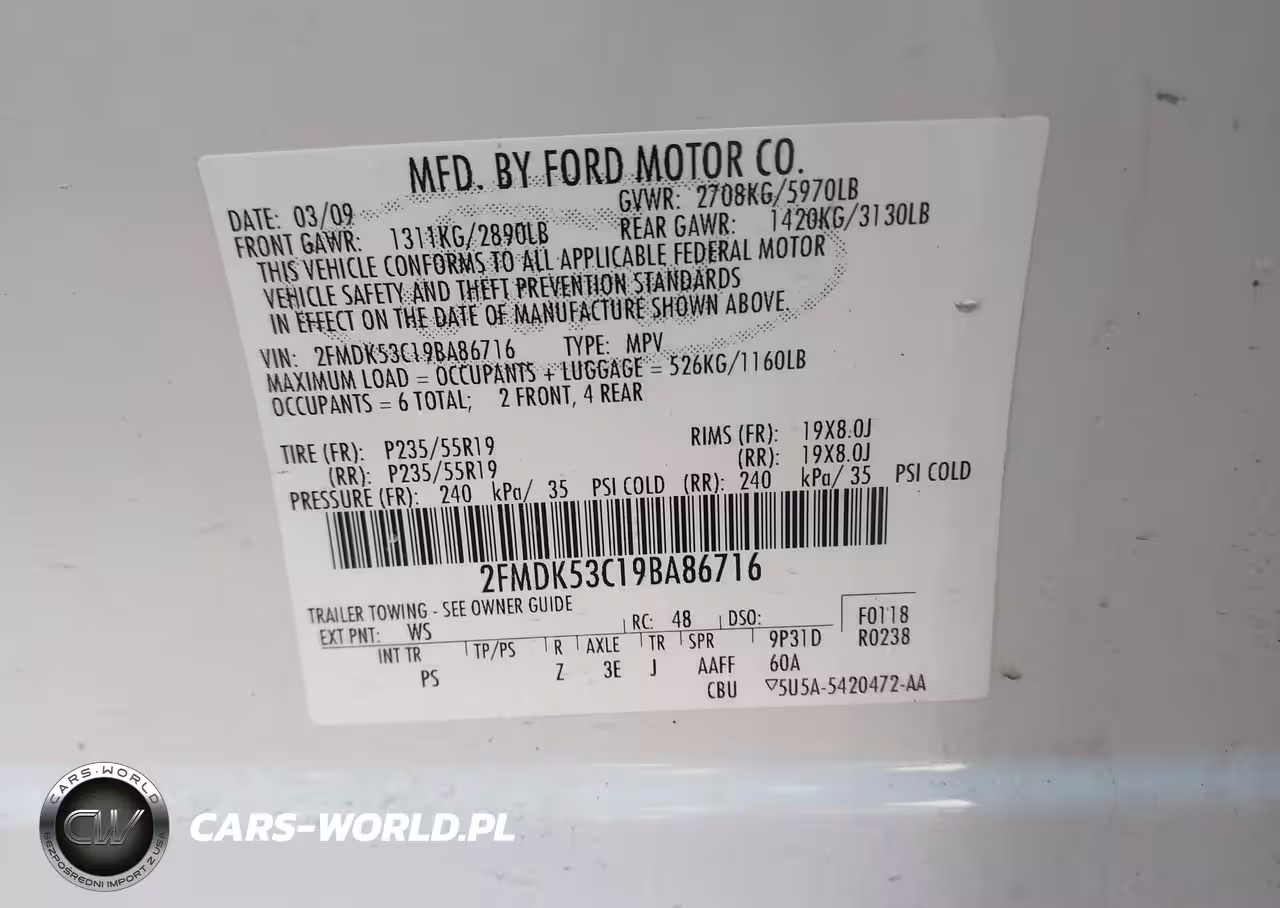 MFD. BY FORD MOTOR CO.
DATE: 03/09 GVWR: 2708KG/5970LB
FRONT GAWR: 1311KG/2890LB REAR GAWR: 1420KG/3130LB
THIS VEHICLE CONFORMS TO ALL APPLICABLE FEDERAL MOTOR
VEHICLE SAFETY AND THEFT PREVENTION STANDARDS
IN EFFECT ON THE DATE OF MANUFACTURE SHOWN ABOVE.
VIN: 2FMDK53C19BA86716 TYPE: MPV
MAXIMUM LOAD = OCCUPANTS + LUGGAGE = 526KG/1160LB
OCCUPANTS = 6 TOTAL; 2 FRONT, 4 REAR
TIRE (FR): P235/55R19 RIMS (FR): 19X8.0J
(RR): P235/55R19 (RR): 19X8.0J
PRESSURE (FR): 240 kPa/ 35 PSI COLD (RR): 240 kPa/ 35 PSI COLD
2FMDK53C19BA86716
TRAILER TOWING - SEE OWNER GUIDE
EXT PNT: WS RC: 48 DSO: F0118
INT TR TP/PS R AXLE TR SPR 9P31D R0238
PS Z 3E J AAFF 60A
CBU ▽5U5A-5420472-AA
CARS-WORLD
CW
BEZPOŚREDNI IMPORT Z USA
CARS-WORLD.PL